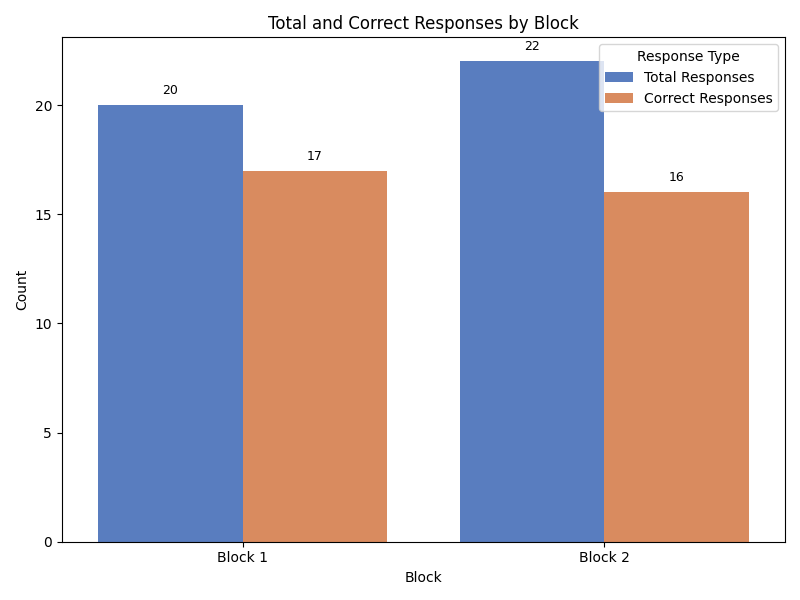 Total and Correct Responses by Block
22
Response Type
Total Responses
Correct Responses
20
17
16
20
15
10
5
0
Count
Block 1
Block 2
Block